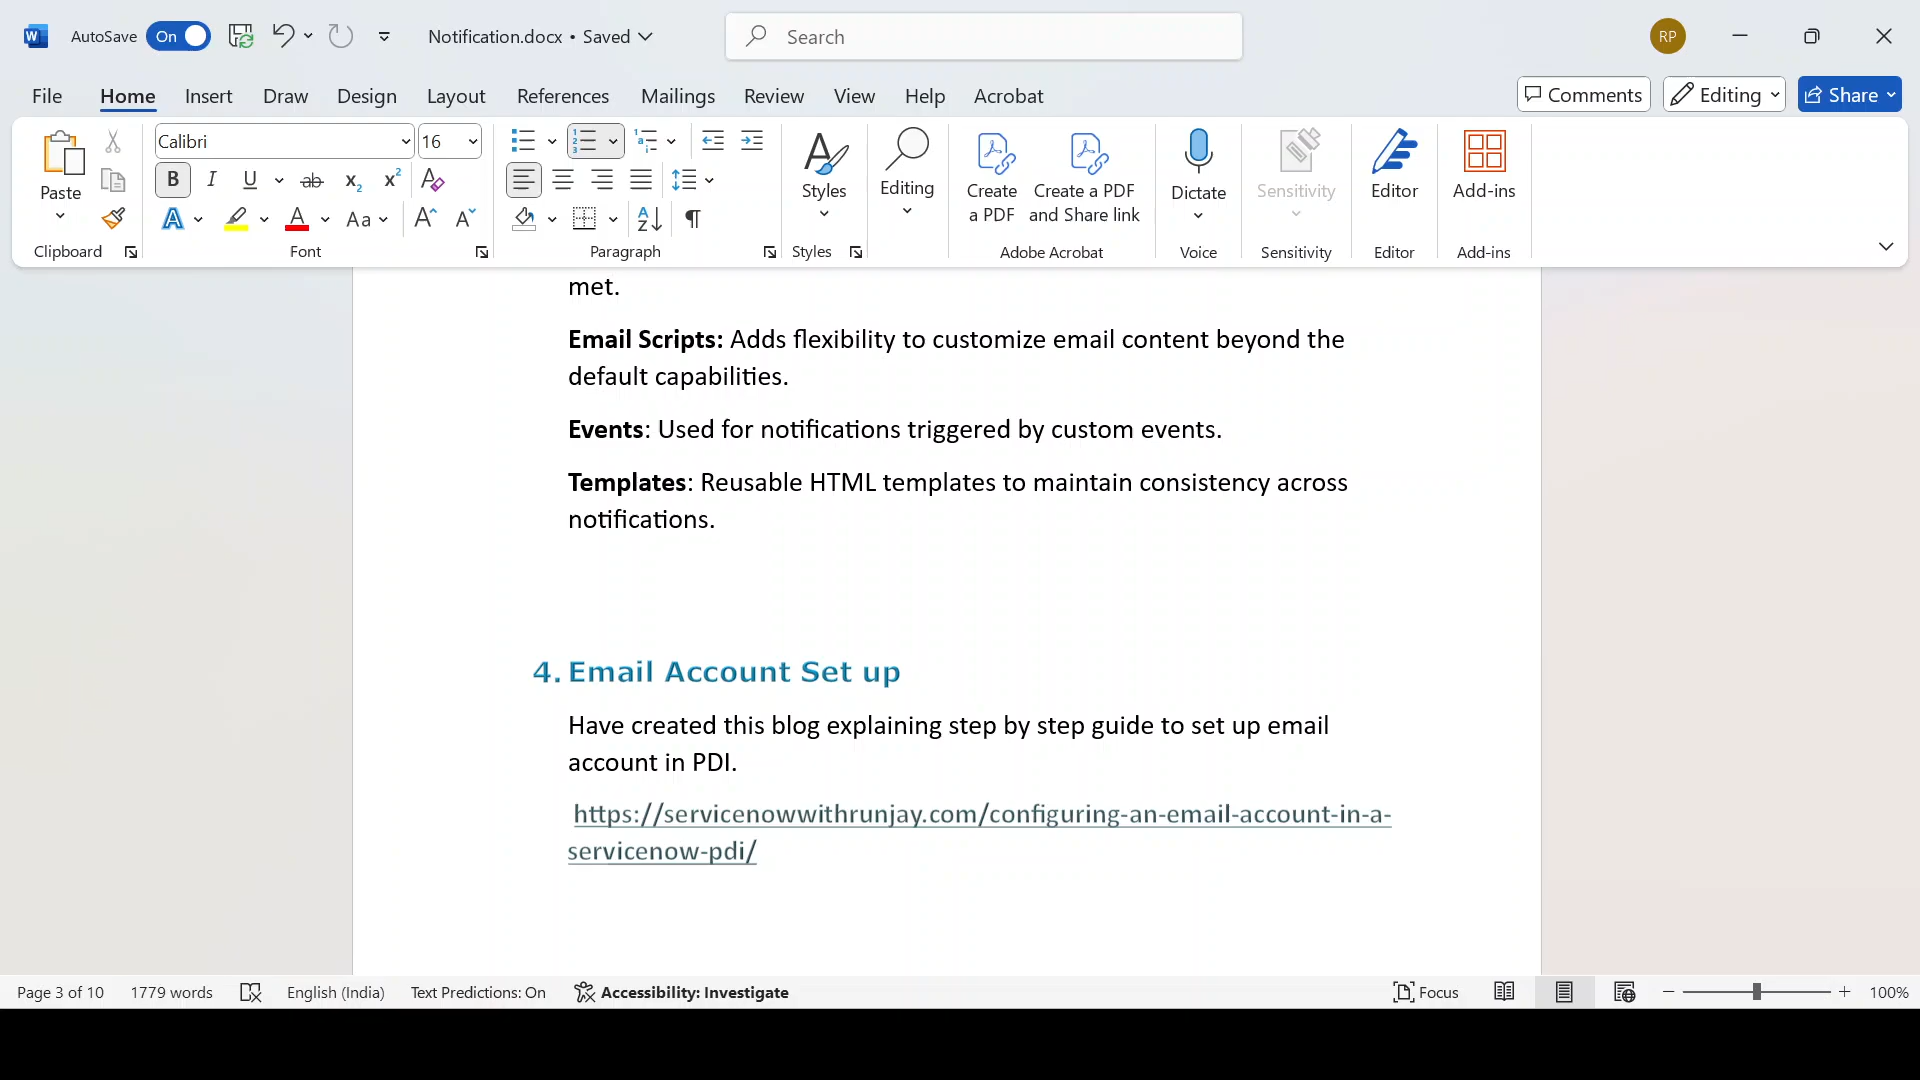 W AutoSave On Notification.docx • Saved Search RP
File Home Insert Draw Design Layout References Mailings Review View Help Acrobat Comments Editing Share
Calibri 16
Paste
B I U ab x₂ x²
A A Aa A A
Styles
Editing
Create
a PDF
Create a PDF
and Share link
Dictate
Sensitivity
Editor
Add-ins
Clipboard Font Paragraph Styles Adobe Acrobat Voice Sensitivity Editor Add-ins
met.
Email Scripts: Adds flexibility to customize email content beyond the
default capabilities.
Events: Used for notifications triggered by custom events.
Templates: Reusable HTML templates to maintain consistency across
notifications.
4. Email Account Set up
Have created this blog explaining step by step guide to set up email
account in PDI.
https://servicenowwithrunjay.com/configuring-an-email-account-in-a-
servicenow-pdi/
Page 3 of 10 1779 words English (India) Text Predictions: On Accessibility: Investigate Focus 100%